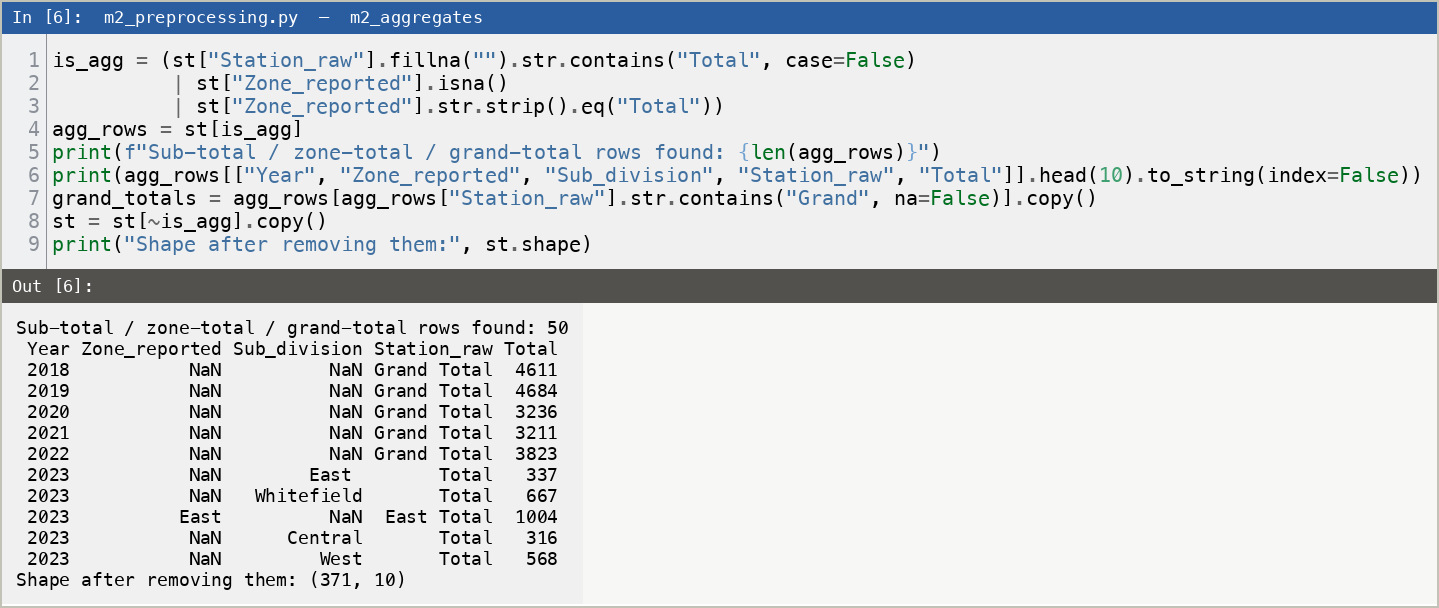 In [6]:  m2_preprocessing.py  —  m2_aggregates
1 is_agg = (st["Station_raw"].fillna("").str.contains("Total", case=False)
2           | st["Zone_reported"].isna()
3           | st["Zone_reported"].str.strip().eq("Total"))
4 agg_rows = st[is_agg]
5 print(f"Sub-total / zone-total / grand-total rows found: {len(agg_rows)}")
6 print(agg_rows[["Year", "Zone_reported", "Sub_division", "Station_raw", "Total"]].head(10).to_string(index=False))
7 grand_totals = agg_rows[agg_rows["Station_raw"].str.contains("Grand", na=False)].copy()
8 st = st[~is_agg].copy()
9 print("Shape after removing them:", st.shape)
Out [6]:
Sub-total / zone-total / grand-total rows found: 50
 Year Zone_reported Sub_division Station_raw Total
 2018           NaN          NaN Grand Total  4611
 2019           NaN          NaN Grand Total  4684
 2020           NaN          NaN Grand Total  3236
 2021           NaN          NaN Grand Total  3211
 2022           NaN          NaN Grand Total  3823
 2023           NaN        East        Total   337
 2023           NaN   Whitefield       Total   667
 2023          East          NaN  East Total  1004
 2023           NaN      Central       Total   316
 2023           NaN         West       Total   568
Shape after removing them: (371, 10)